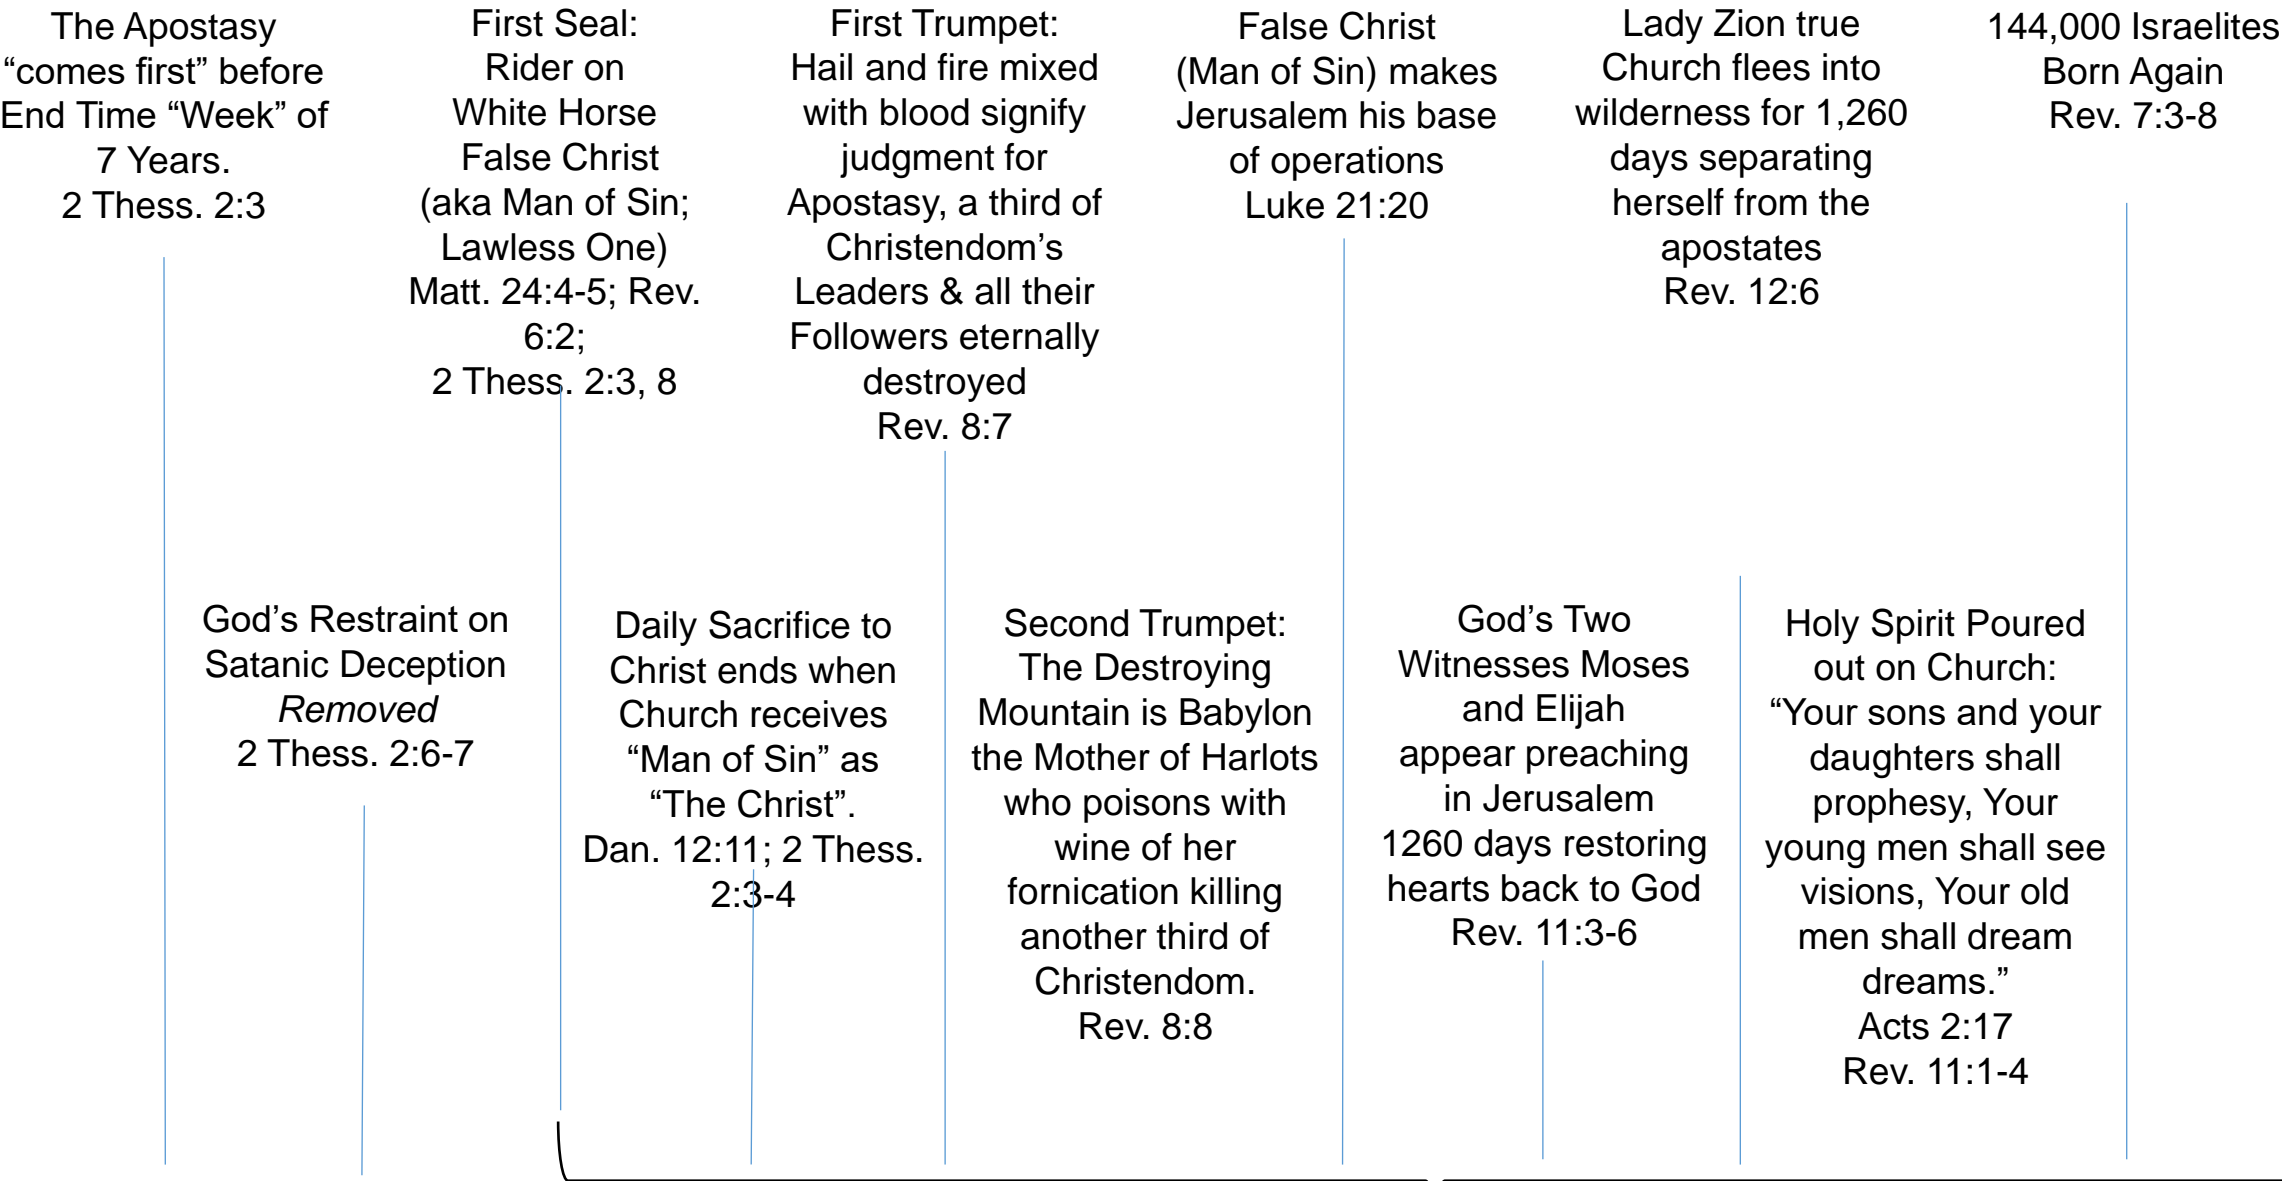 The Apostasy
“comes first” before
End Time “Week” of
7 Years.
2 Thess. 2:3
First Seal:
Rider on
White Horse
False Christ
(aka Man of Sin;
Lawless One)
Matt. 24:4-5; Rev.
6:2;
2 Thess. 2:3, 8
First Trumpet:
Hail and fire mixed
with blood signify
judgment for
Apostasy, a third of
Christendom’s
Leaders & all their
Followers eternally
destroyed
Rev. 8:7
False Christ
(Man of Sin) makes
Jerusalem his base
of operations
Luke 21:20
Lady Zion true
Church flees into
wilderness for 1,260
days separating
herself from the
apostates
Rev. 12:6
144,000 Israelites
Born Again
Rev. 7:3-8
God’s Restraint on
Satanic Deception
Removed
2 Thess. 2:6-7
Daily Sacrifice to
Christ ends when
Church receives
“Man of Sin” as
“The Christ”.
Dan. 12:11; 2 Thess.
2:3-4
Second Trumpet:
The Destroying
Mountain is Babylon
the Mother of Harlots
who poisons with
wine of her
fornication killing
another third of
Christendom.
Rev. 8:8
God’s Two
Witnesses Moses
and Elijah
appear preaching
in Jerusalem
1260 days restoring
hearts back to God
Rev. 11:3-6
Holy Spirit Poured
out on Church:
“Your sons and your
daughters shall
prophesy, Your
young men shall see
visions, Your old
men shall dream
dreams.”
Acts 2:17
Rev. 11:1-4